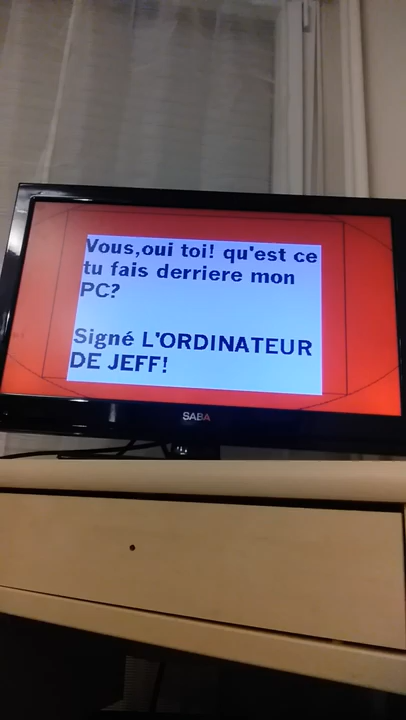 Vous,oui toi! qu'est ce
tu fais derriere mon
PC?
Signé L'ORDINATEUR
DE JEFF!
SABA